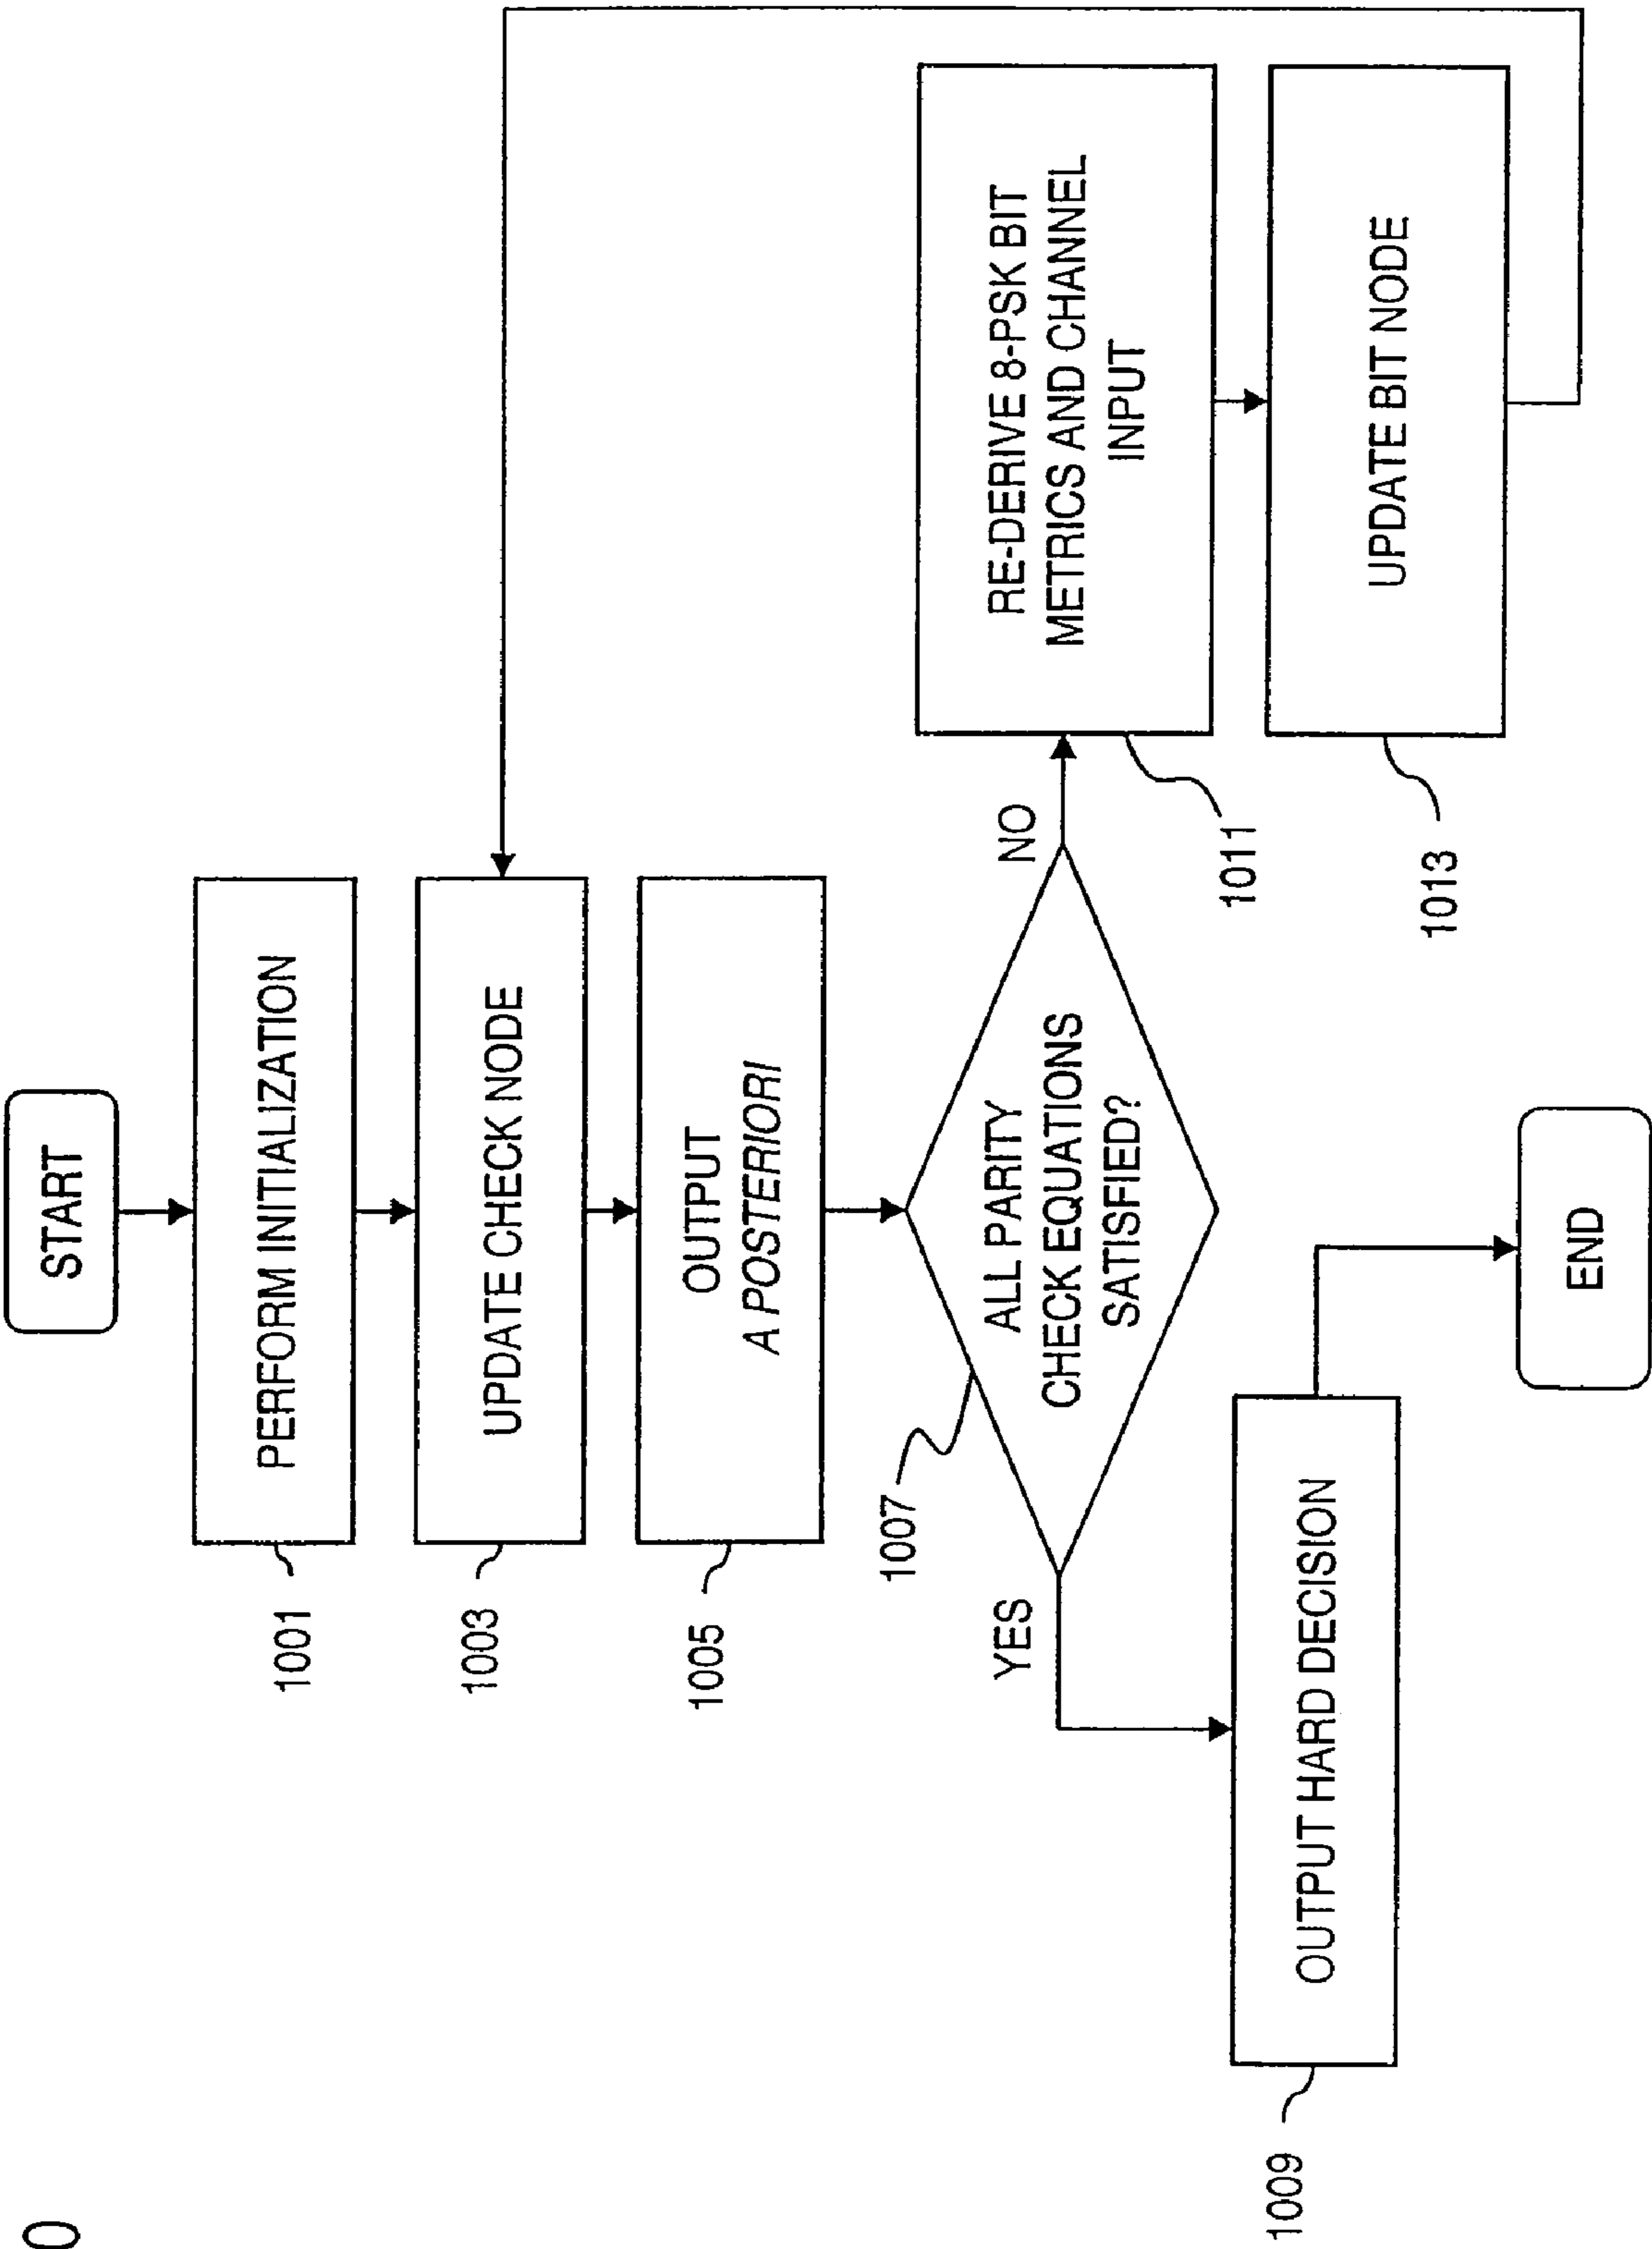 START
PERFORM INITIALIZATION
1001
UPDATE CHECK NODE
1003
OUTPUT
A POSTERIORI
1005
ALL PARITY
CHECK EQUATIONS
SATISFIED?
1007
YES
NO
OUTPUT HARD DECISION
1009
RE-DERIVE 8-PSK BIT
METRICS AND CHANNEL
INPUT
1011
UPDATE BIT NODE
1013
END
0